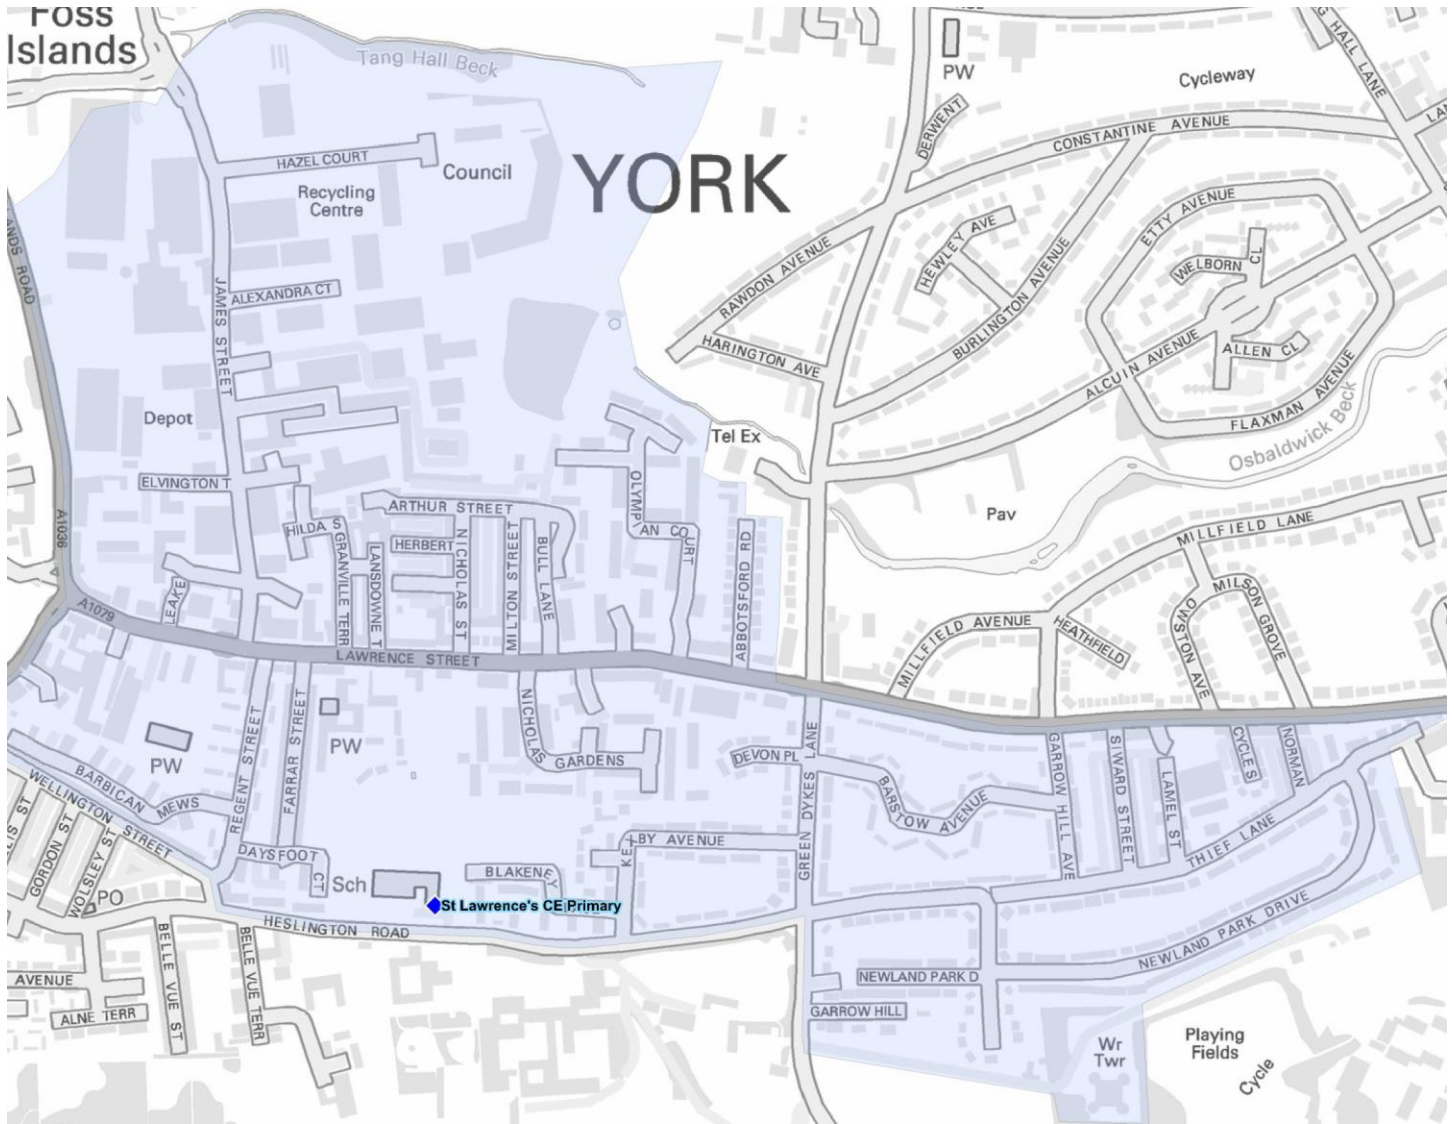 Foss
Islands
Tang Hall Beck
PW
Cycleway
HALL LANE
DERWENT
CONSTANTINE AVENUE
HAZEL COURT
Council
Recycling
Centre
YORK
ETTY AVENUE
HEWLEY AVE
WELBORN CL
RAWDON AVENUE
LANDS ROAD
JAMES STREET
ALEXANDRA CT
BURLINGTON AVENUE
HARINGTON AVE
ALLEN CL
ALCUIN AVENUE
FLAXMAN AVENUE
Osbaldwick Beck
Depot
Tel Ex
ELVINGTON T
OLYMPIAN COURT
ARTHUR STREET
HILDA S
HERBERT
NICHOLAS ST
MILTON STREET
BULL LANE
GRANVILLE TERR
LANSDOWNE T
ABBOTSFORD RD
Pav
MILLFIELD LANE
A1036
LEAKE
A1079
MILSON GROVE
OWSTON AVE
MILLFIELD AVENUE
HEATHFIELD
LAWRENCE STREET
NICHOLAS
GARDENS
REGENT STREET
FARRAR STREET
PW
PW
DEVON PL
GREEN DYKES LANE
BARSTOW AVENUE
GARROW HILL AVE
SIWARD STREET
LAMEL ST
CYCLE S
NORMAN
THIEF LANE
BARBICAN
MEWS
WELLINGTON STREET
GORDON ST
WOLSLEY ST
PO
DAYSFOOT
CT
KEXBY AVENUE
BLAKENEY
Sch
St Lawrence's CE Primary
HESLINGTON ROAD
BELLE VUE ST
BELLE VUE TERR
AVENUE
ALNE TERR
NEWLAND PARK DRIVE
NEWLAND PARK D
GARROW HILL
Wr
Twr
Playing
Fields
Cycle